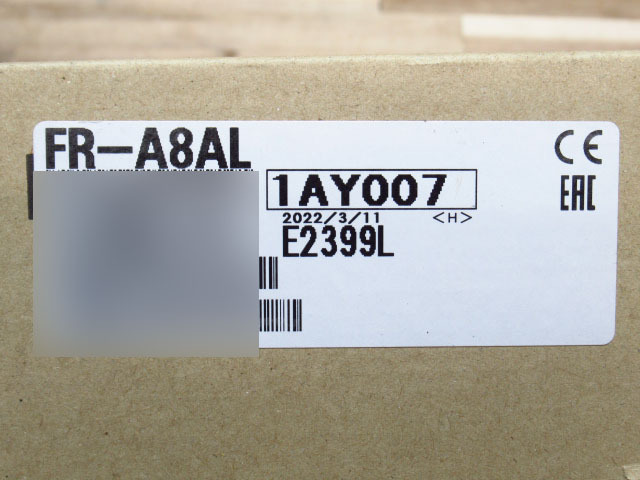 FR-A8AL
1AY007
2022/3/11 <H>
E2399L
CE
EAC